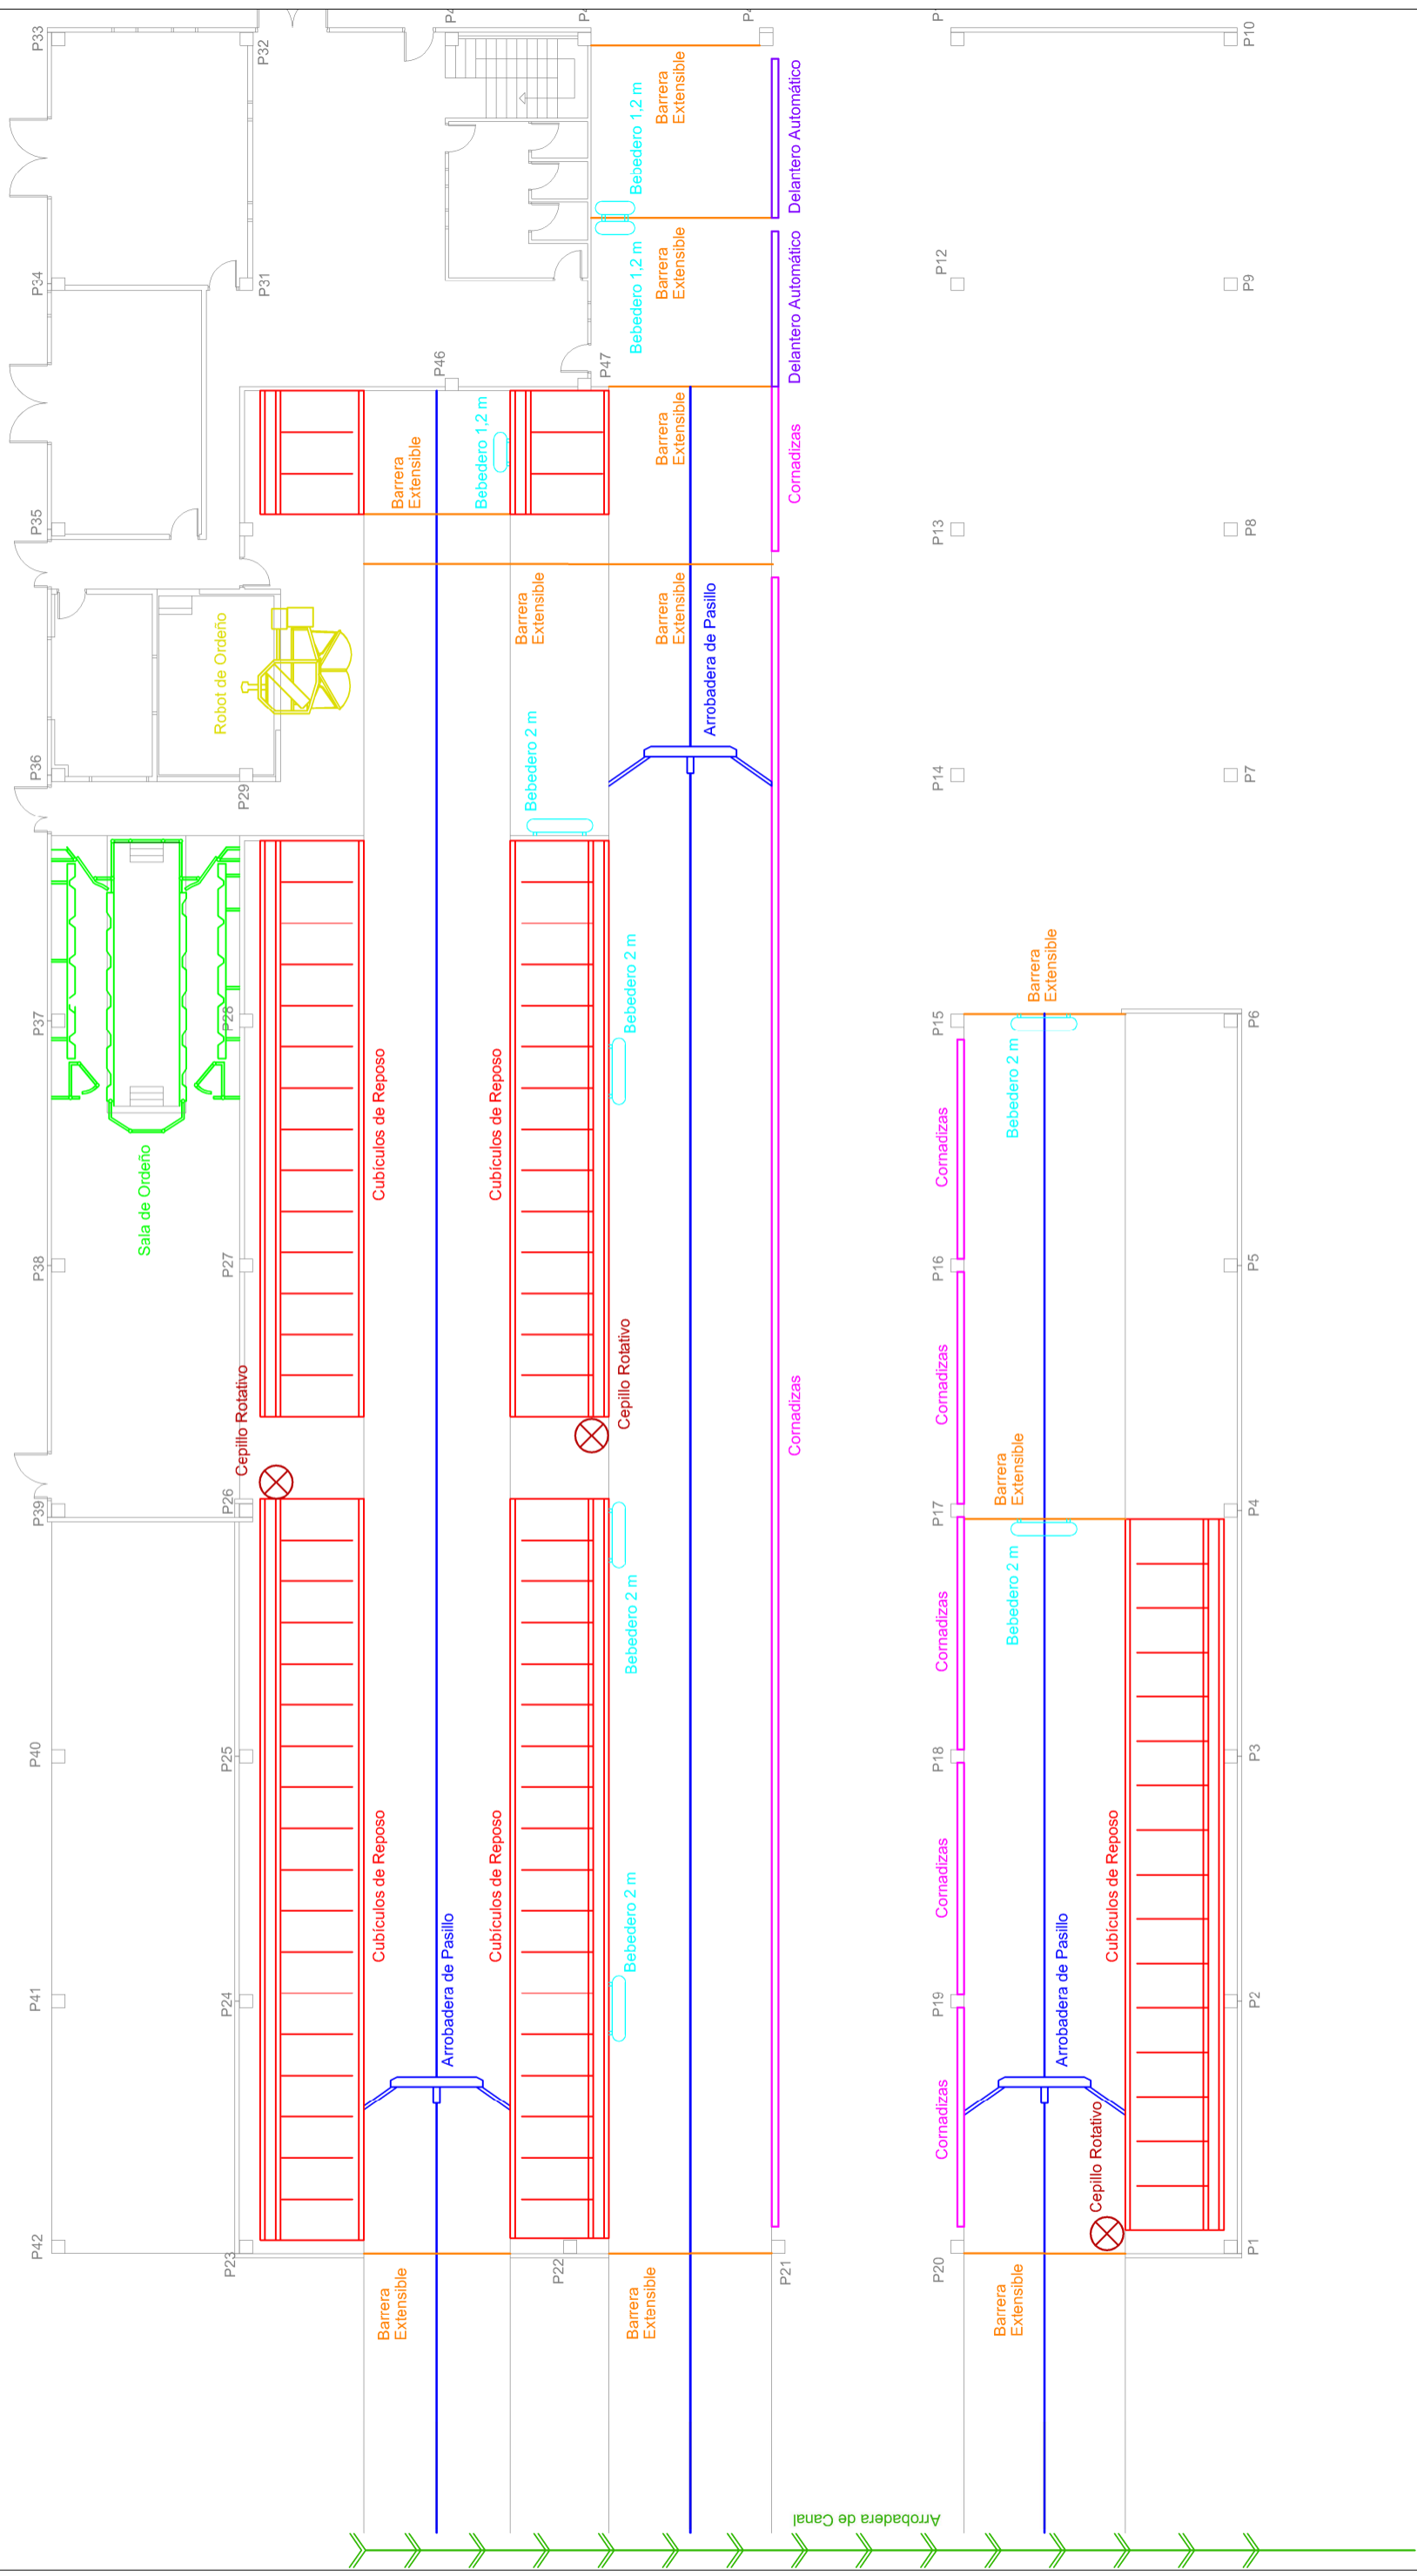 P33
P32
P4
P4
P4
P
P10
Barrera
Extensible
Bebedero 1,2 m
Delantero Automático
P34
P31
Bebedero 1,2 m
Barrera
Extensible
Delantero Automático
P12
P9
P46
P47
P35
Barrera
Extensible
Bebedero 1,2 m
Barrera
Extensible
Cornadizas
P13
P8
Robot de Ordeño
Barrera
Extensible
Barrera
Extensible
Arrobadera de Pasillo
P36
P29
Bebedero 2 m
P14
P7
P37
P28
Bebedero 2 m
Barrera
Extensible
P15
P6
Sala de Ordeño
Cubículos de Reposo
Cubículos de Reposo
Bebedero 2 m
Cornadizas
P38
P27
P16
P5
Cepillo Rotativo
Cepillo Rotativo
Cornadizas
Cornadizas
Barrera
Extensible
P39
P26
P17
P4
Bebedero 2 m
Bebedero 2 m
Cornadizas
P40
P25
P18
P3
Cubículos de Reposo
Cubículos de Reposo
Bebedero 2 m
Cornadizas
Cubículos de Reposo
P41
P24
P19
P2
Arrobadera de Pasillo
Arrobadera de Pasillo
Cornadizas
Cepillo Rotativo
P42
P23
P22
P21
P20
P1
Barrera
Extensible
Barrera
Extensible
Barrera
Extensible
Arrobadera de Canal